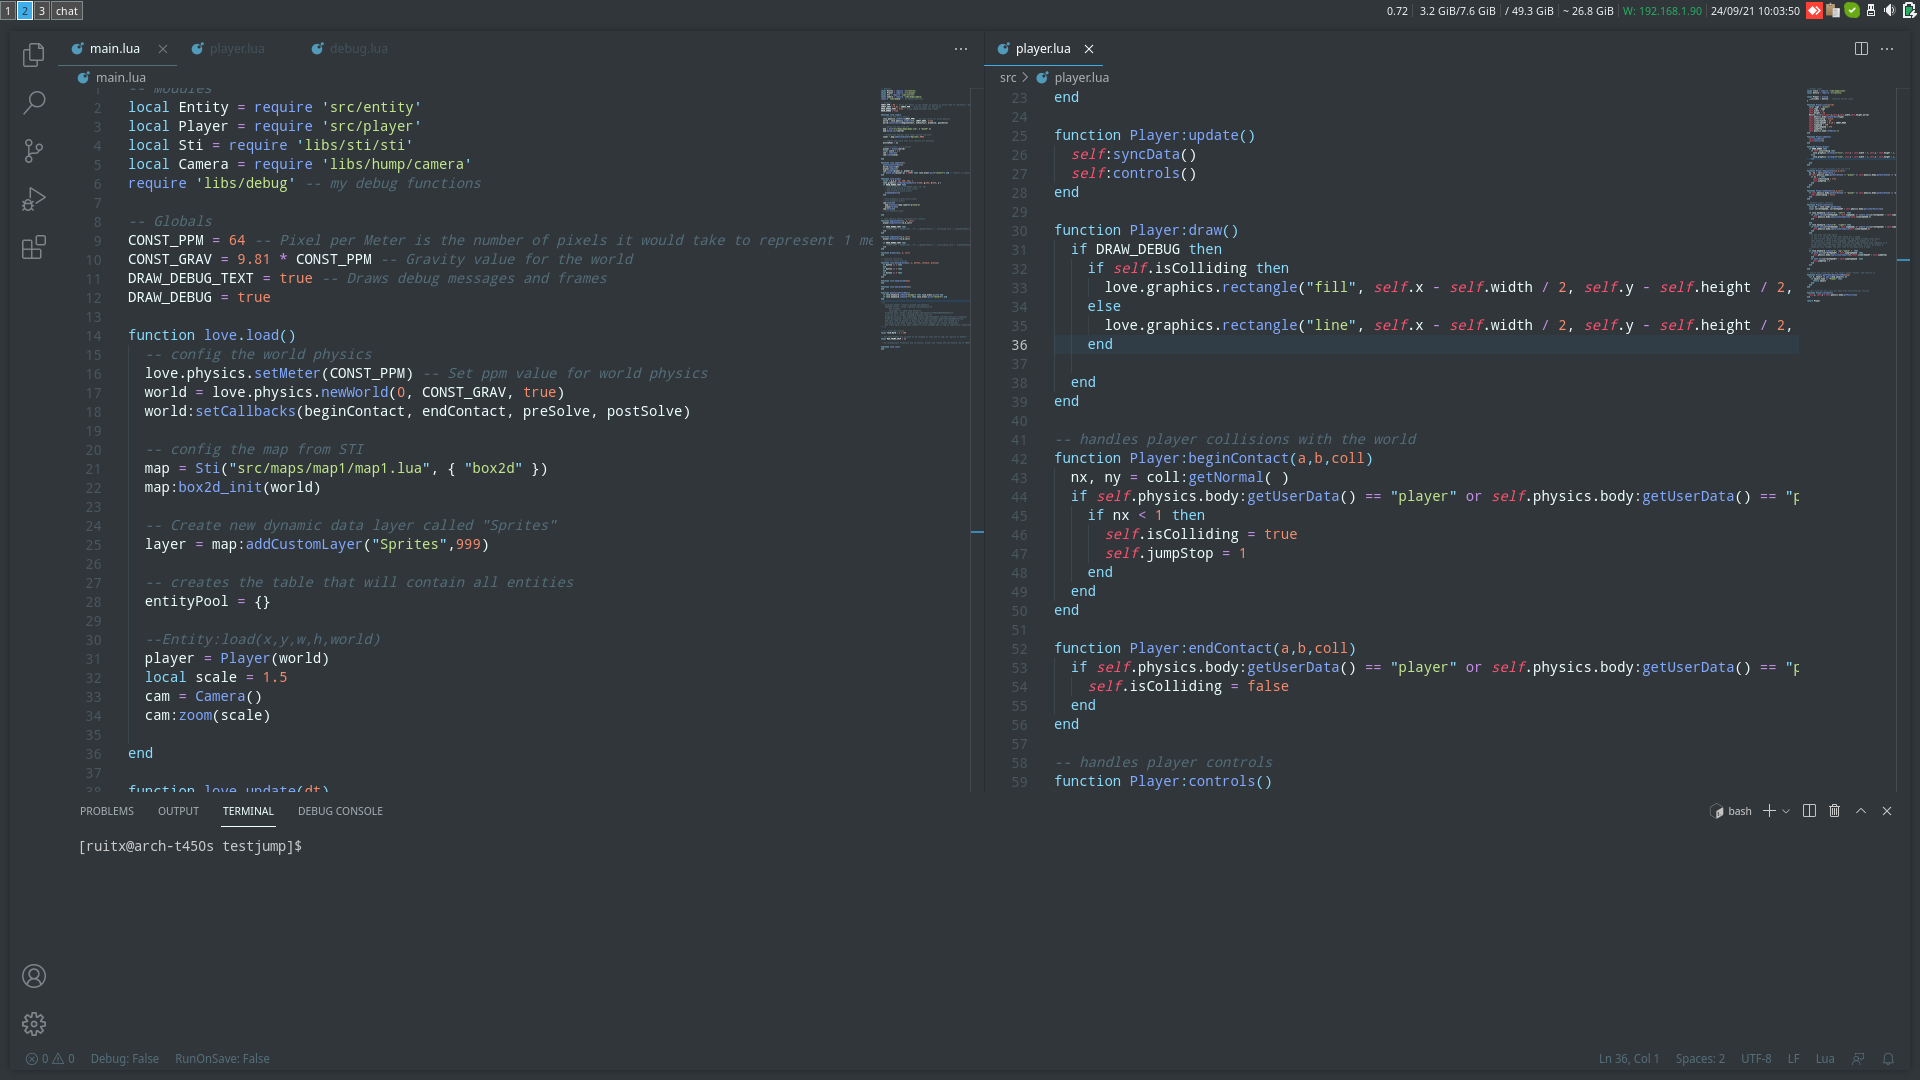 1 2 3 chat
0.72 | 3.2 GiB/7.6 GiB | / 49.3 GiB | ~ 26.8 GiB | W: 192.168.1.90 | 24/09/21 10:03:50
main.lua
player.lua
debug.lua
main.lua
1 -- Modules
2 local Entity = require 'src/entity'
3 local Player = require 'src/player'
4 local Sti = require 'libs/sti/sti'
5 local Camera = require 'libs/hump/camera'
6 require 'libs/debug' -- my debug functions
7
8 -- Globals
9 CONST_PPM = 64 -- Pixel per Meter is the number of pixels it would take to represent 1 me
10 CONST_GRAV = 9.81 * CONST_PPM -- Gravity value for the world
11 DRAW_DEBUG_TEXT = true -- Draws debug messages and frames
12 DRAW_DEBUG = true
13
14 function love.load()
15 -- config the world physics
16 love.physics.setMeter(CONST_PPM) -- Set ppm value for world physics
17 world = love.physics.newWorld(0, CONST_GRAV, true)
18 world:setCallbacks(beginContact, endContact, preSolve, postSolve)
19
20 -- config the map from STI
21 map = Sti("src/maps/map1/map1.lua", { "box2d" })
22 map:box2d_init(world)
23
24 -- Create new dynamic data layer called "Sprites"
25 layer = map:addCustomLayer("Sprites",999)
26
27 -- creates the table that will contain all entities
28 entityPool = {}
29
30 --Entity:load(x,y,w,h,world)
31 player = Player(world)
32 local scale = 1.5
33 cam = Camera()
34 cam:zoom(scale)
35
36 end
37
38 function love.update(dt)
player.lua
src > player.lua
23 end
24
25 function Player:update()
26 self:syncData()
27 self:controls()
28 end
29
30 function Player:draw()
31 if DRAW_DEBUG then
32 if self.isColliding then
33 love.graphics.rectangle("fill", self.x - self.width / 2, self.y - self.height / 2,
34 else
35 love.graphics.rectangle("line", self.x - self.width / 2, self.y - self.height / 2,
36 end
37
38 end
39 end
40
41 -- handles player collisions with the world
42 function Player:beginContact(a,b,coll)
43 nx, ny = coll:getNormal( )
44 if self.physics.body:getUserData() == "player" or self.physics.body:getUserData() == "p
45 if nx < 1 then
46 self.isColliding = true
47 self.jumpStop = 1
48 end
49 end
50 end
51
52 function Player:endContact(a,b,coll)
53 if self.physics.body:getUserData() == "player" or self.physics.body:getUserData() == "p
54 self.isColliding = false
55 end
56 end
57
58 -- handles player controls
59 function Player:controls()
PROBLEMS OUTPUT TERMINAL DEBUG CONSOLE
bash
[ruitx@arch-t450s testjump]$
0 0 Debug: False RunOnSave: False
Ln 36, Col 1 Spaces: 2 UTF-8 LF Lua